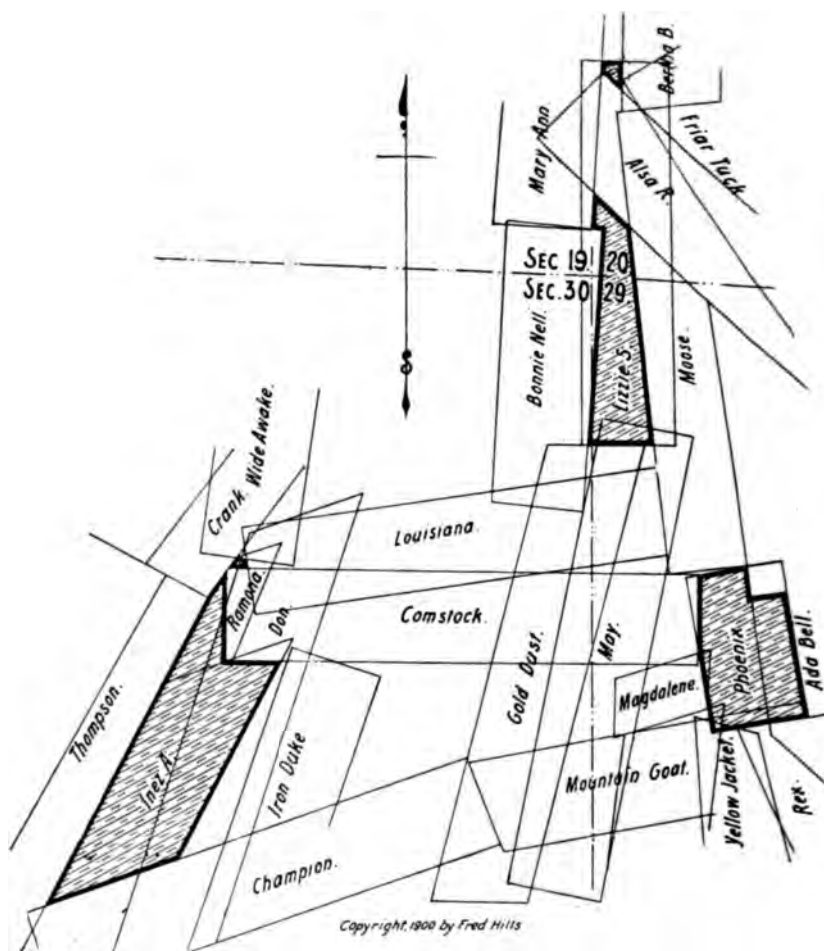 Bertha B.
Mary Ann.
Friar Tuck
Alsa R.
SEC 19. 20.
SEC. 30 29.
Bonnie Nell.
Lizzie S.
Moose.
Crank.
Wide Awake.
Louisiana.
Ramona.
Don.
Comstock.
Gold Dust.
May.
Magdalene.
Phoenix
Ada Bell.
Thompson.
Inez A.
Iron Duke
Mountain Goat.
Yellow Jacket.
Rex.
Champion.
Copyright, 1900 by Fred Hills
S